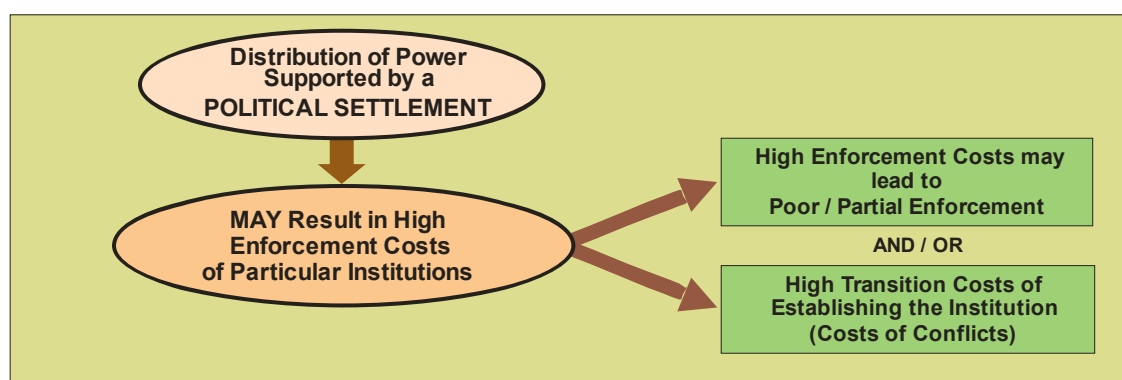 Distribution of Power
Supported by a
POLITICAL SETTLEMENT
MAY Result in High
Enforcement Costs
of Particular Institutions
High Enforcement Costs may
lead to
Poor / Partial Enforcement
AND / OR
High Transition Costs of
Establishing the Institution
(Costs of Conflicts)